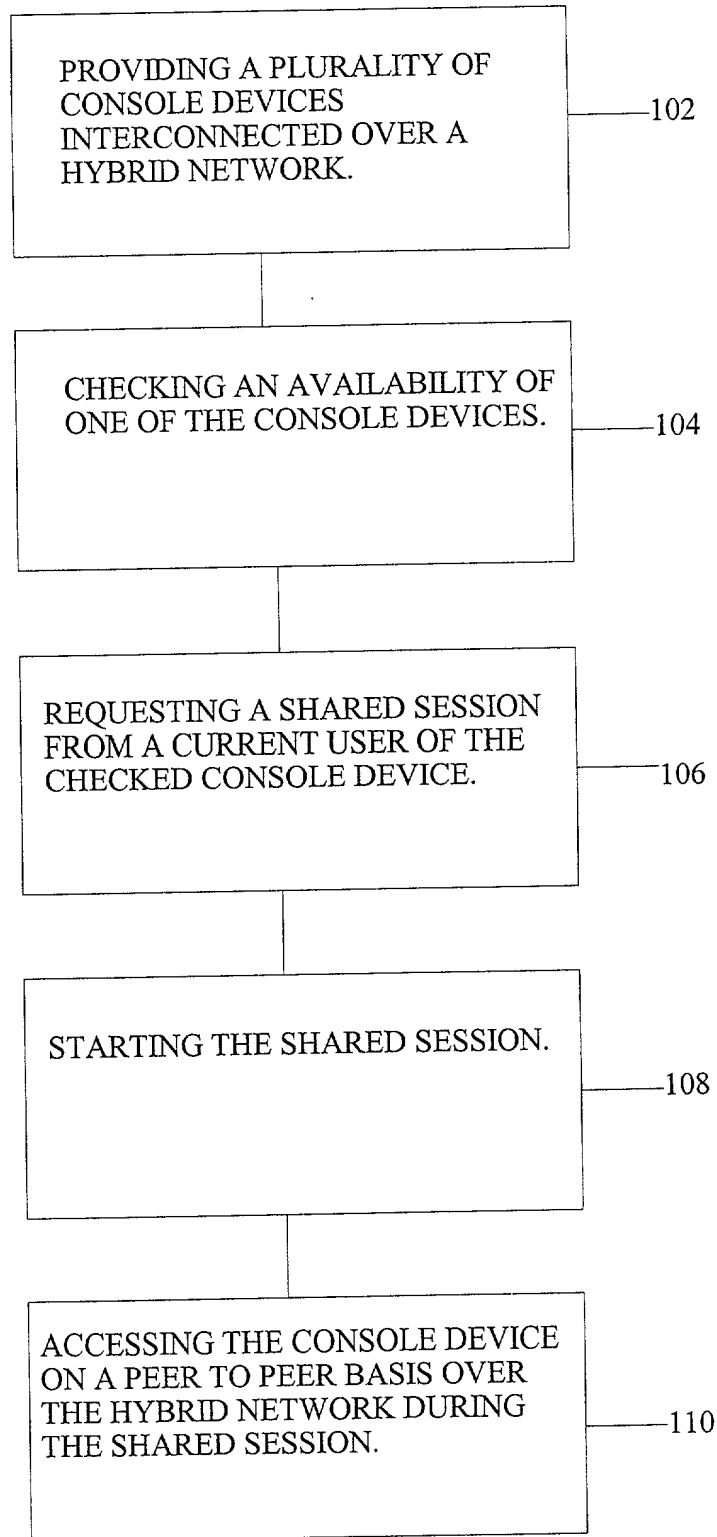 PROVIDING A PLURALITY OF
CONSOLE DEVICES
INTERCONNECTED OVER A
HYBRID NETWORK.
102
CHECKING AN AVAILABILITY OF
ONE OF THE CONSOLE DEVICES.
104
REQUESTING A SHARED SESSION
FROM A CURRENT USER OF THE
CHECKED CONSOLE DEVICE.
106
STARTING THE SHARED SESSION.
108
ACCESSING THE CONSOLE DEVICE
ON A PEER TO PEER BASIS OVER
THE HYBRID NETWORK DURING
THE SHARED SESSION.
110